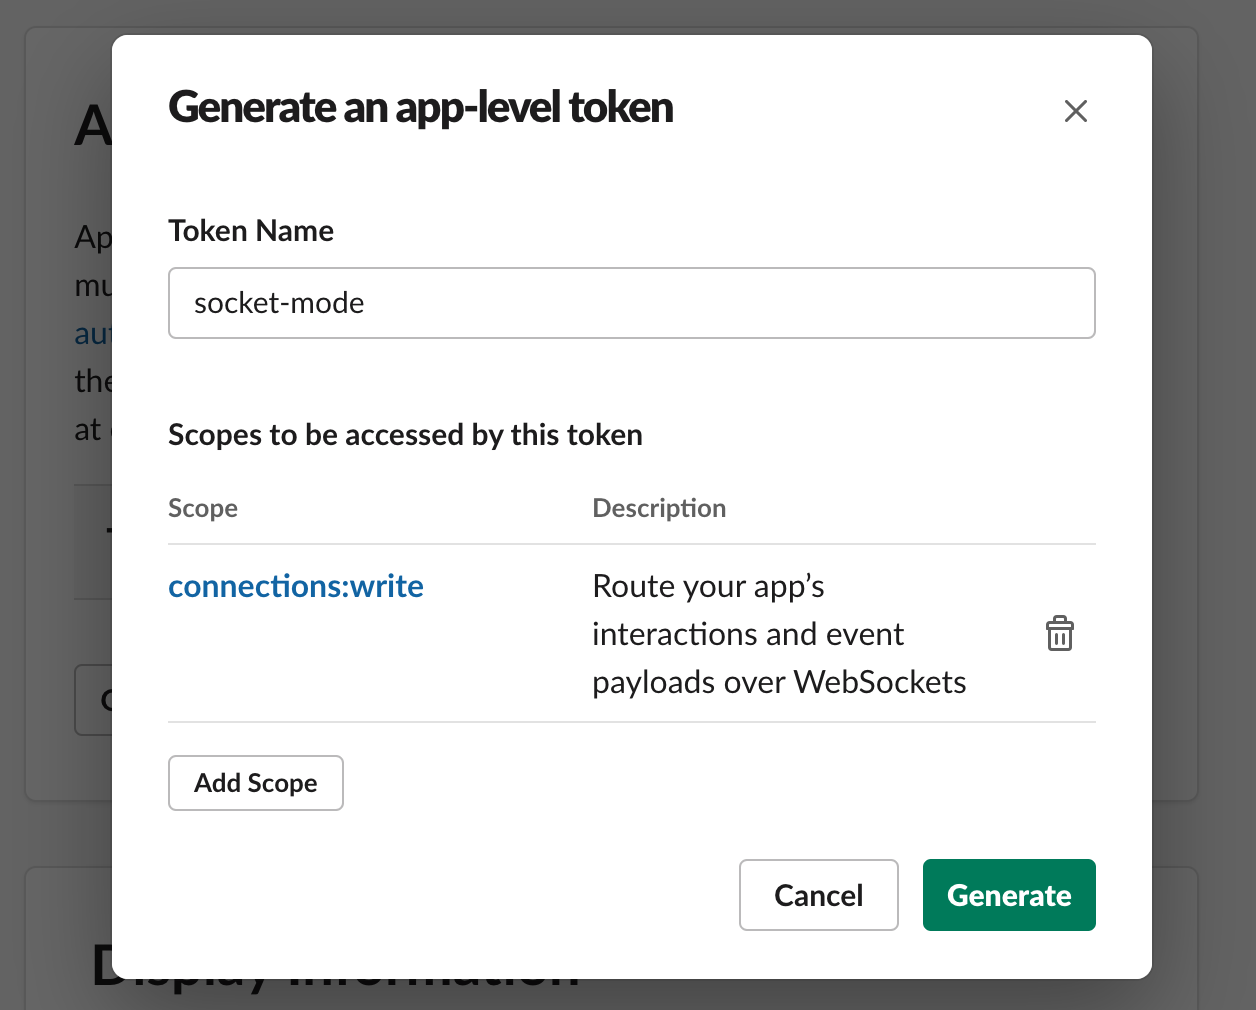 Generate an app-level token
Token Name
socket-mode
Scopes to be accessed by this token
Scope Description
connections:write
Route your app’s
interactions and event
payloads over WebSockets
Add Scope
Cancel Generate